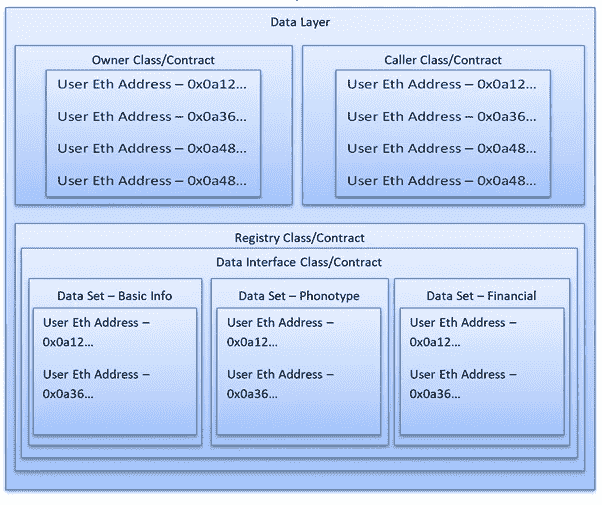 Data Layer
Owner Class/Contract
User Eth Address – 0x0a12...
User Eth Address – 0x0a36...
User Eth Address – 0x0a48...
User Eth Address – 0x0a48...
Caller Class/Contract
User Eth Address – 0x0a12...
User Eth Address – 0x0a36...
User Eth Address – 0x0a48...
User Eth Address – 0x0a48...
Registry Class/Contract
Data Interface Class/Contract
Data Set – Basic Info
User Eth Address –
0x0a12...
User Eth Address –
0x0a36...
Data Set – Phonotype
User Eth Address –
0x0a12...
User Eth Address –
0x0a36...
Data Set – Financial
User Eth Address –
0x0a12...
User Eth Address –
0x0a36...